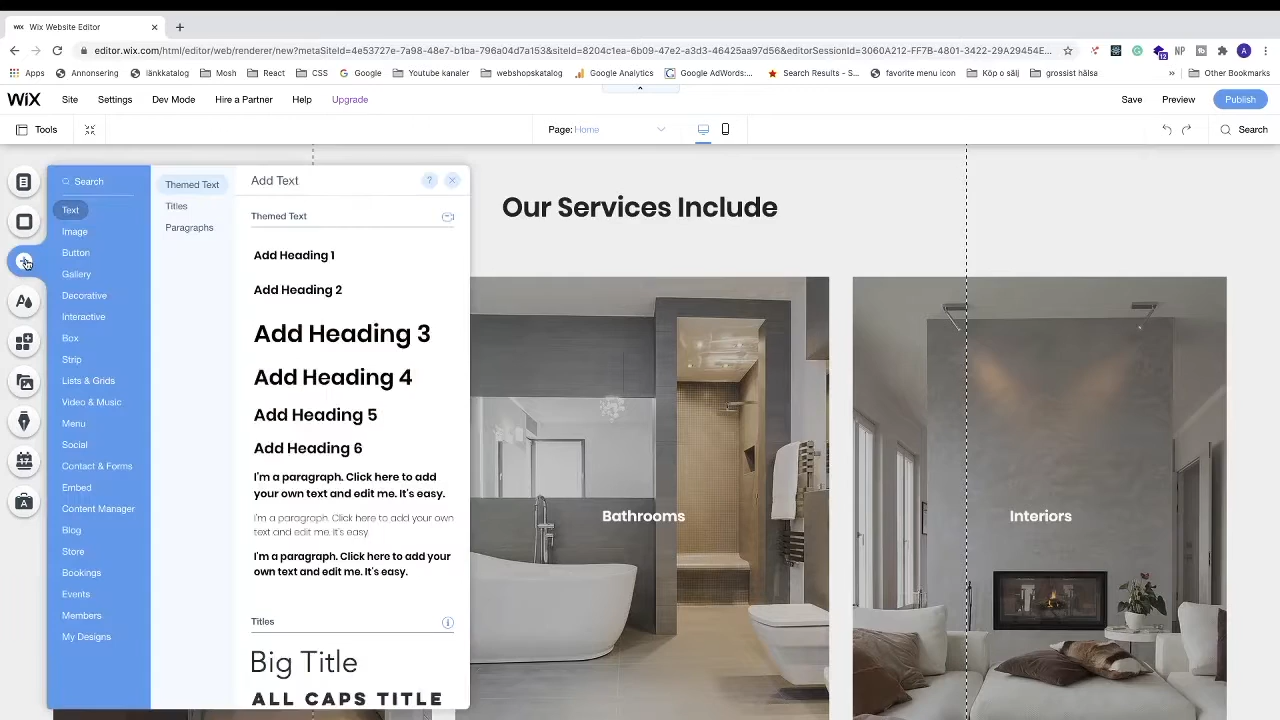 WiX Wix Website Editor
editor.wix.com/html/editor/web/renderer/new?metaSiteId=4e53727e-7a98-48e7-b1ba-796a04d7a153&siteId=8204c1ea-6b09-47e2-a3d3-46425aa97d56&editorSessionId=3060A212-FF7B-4801-3422-29A29454E...
12
NP
A
Apps Annonsering länkkatalog Mosh React CSS Google Youtube kanaler webshopskatalog Google Analytics Google AdWords:... Search Results - S... favorite menu icon Köp o sälj grossist hälsa » Other Bookmarks
WiX Site Settings Dev Mode Hire a Partner Help Upgrade Save Preview Publish
Tools Page: Home Search
Search
Text
Image
Button
Gallery
Decorative
Interactive
Box
Strip
Lists & Grids
Video & Music
Menu
Social
Contact & Forms
Embed
Content Manager
Blog
Store
Bookings
Events
Members
My Designs
Themed Text
Titles
Paragraphs
Add Text ?
Themed Text
Add Heading 1
Add Heading 2
Add Heading 3
Add Heading 4
Add Heading 5
Add Heading 6
I'm a paragraph. Click here to add
your own text and edit me. It's easy.
I'm a paragraph. Click here to add your own
text and edit me. It's easy.
I'm a paragraph. Click here to add your
own text and edit me. It's easy.
Titles
Big Title
ALL CAPS TITLE
Our Services Include
Bathrooms
Interiors